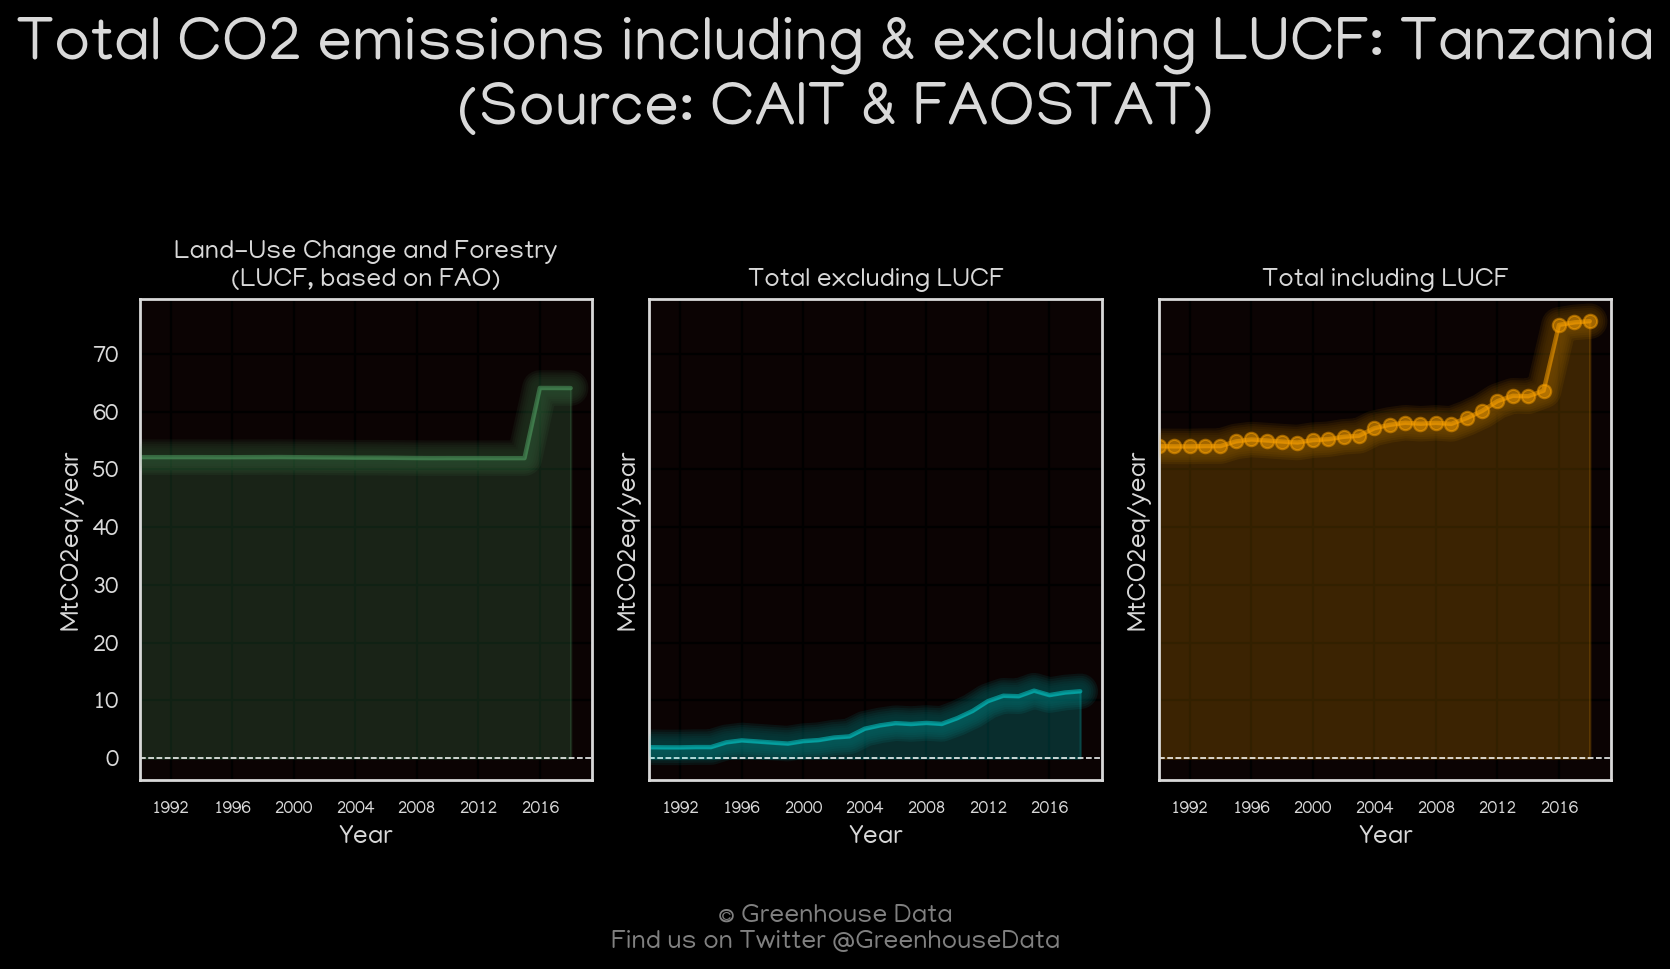 Total CO2 emissions including & excluding LUCF: Tanzania
(Source: CAIT & FAOSTAT)
Land-Use Change and Forestry
(LUCF, based on FAO)
Total excluding LUCF
Total including LUCF
70
60
50
40
30
20
10
0
MtCO2eq/year
MtCO2eq/year
MtCO2eq/year
1992 1996 2000 2004 2008 2012 2016
1992 1996 2000 2004 2008 2012 2016
1992 1996 2000 2004 2008 2012 2016
Year
Year
Year
© Greenhouse Data
Find us on Twitter @GreenhouseData